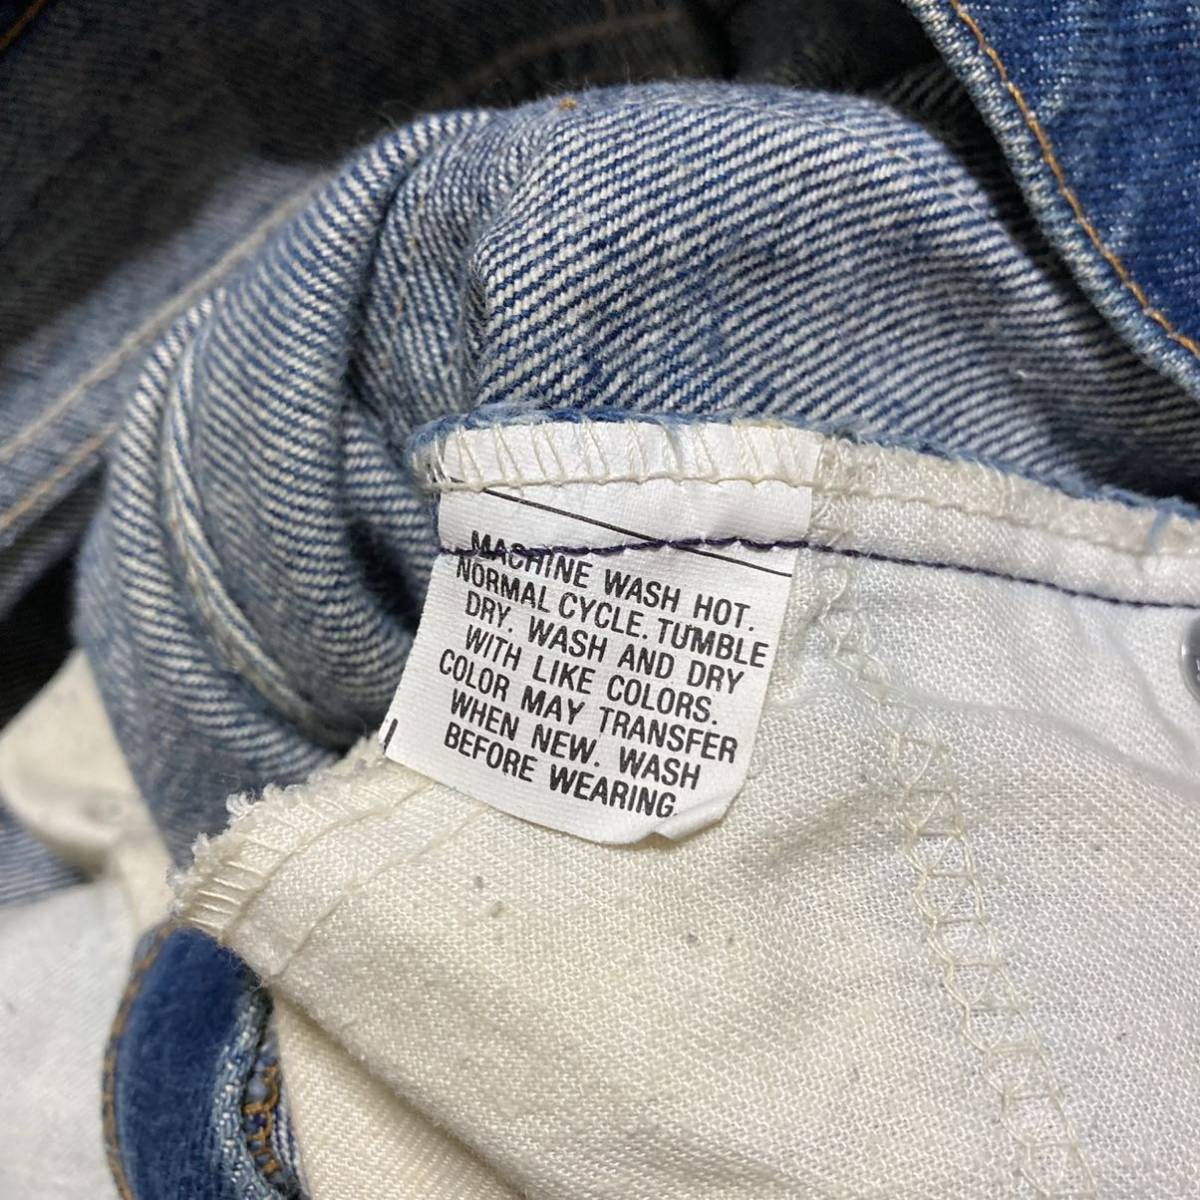 MACHINE WASH HOT.
NORMAL CYCLE. TUMBLE
DRY. WASH AND DRY
WITH LIKE COLORS.
COLOR MAY TRANSFER
WHEN NEW. WASH
BEFORE WEARING.